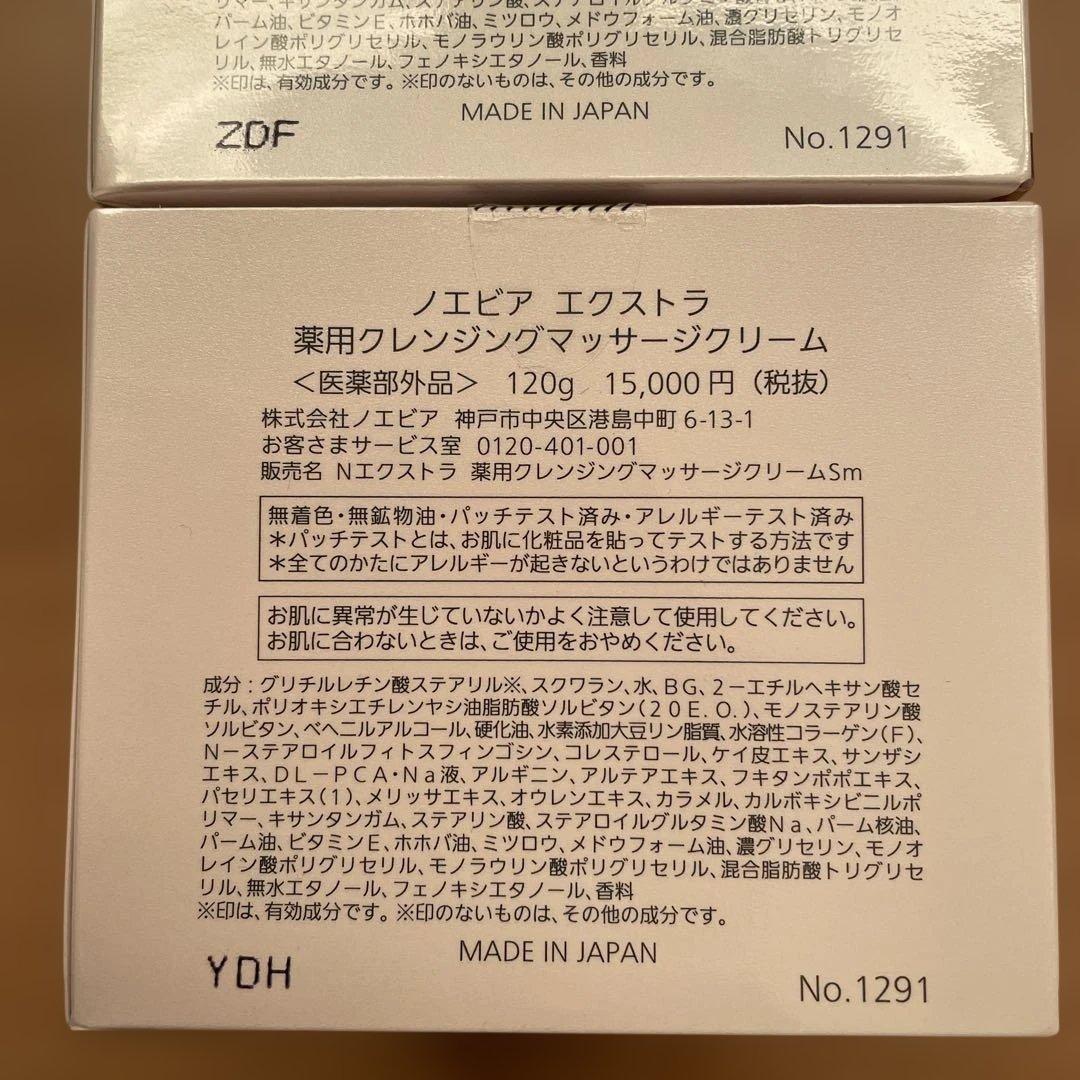 リマー、キサンタンガム、ステアリン酸、ステアロイルグルタミン酸
パーム油、ビタミンE、ホホバ油、ミツロウ、メドウフォーム油、濃グリセリン、モノオ
レイン酸ポリグリセリル、モノラウリン酸ポリグリセリル、混合脂肪酸トリグリセ
リル、無水エタノール、フェノキシエタノール、香料
※印は、有効成分です。※印のないものは、その他の成分です。
MADE IN JAPAN
ZDF
No.1291
ノエビア エクストラ
薬用クレンジングマッサージクリーム
＜医薬部外品＞ 120g 15,000円（税抜）
株式会社ノエビア 神戸市中央区港島中町6-13-1
お客さまサービス室 0120-401-001
販売名 Nエクストラ 薬用クレンジングマッサージクリームSm
無着色・無鉱物油・パッチテスト済み・アレルギーテスト済み
＊パッチテストとは、お肌に化粧品を貼ってテストする方法です
＊全てのかたにアレルギーが起きないというわけではありません
お肌に異常が生じていないかよく注意して使用してください。
お肌に合わないときは、ご使用をおやめください。
成分：グリチルレチン酸ステアリル※、スクワラン、水、BG、2－エチルヘキサン酸セ
チル、ポリオキシエチレンヤシ油脂肪酸ソルビタン(20E.O.)、モノステアリン酸
ソルビタン、ベヘニルアルコール、硬化油、水素添加大豆リン脂質、水溶性コラーゲン(F)、
N－ステアロイルフィトスフィンゴシン、コレステロール、ケイ皮エキス、サンザシ
エキス、DL－PCA・Na液、アルギニン、アルテアエキス、フキタンポポエキス、
パセリエキス(1)、メリッサエキス、オウレンエキス、カラメル、カルボキシビニルポ
リマー、キサンタンガム、ステアリン酸、ステアロイルグルタミン酸Na、パーム核油、
パーム油、ビタミンE、ホホバ油、ミツロウ、メドウフォーム油、濃グリセリン、モノオ
レイン酸ポリグリセリル、モノラウリン酸ポリグリセリル、混合脂肪酸トリグリセ
リル、無水エタノール、フェノキシエタノール、香料
※印は、有効成分です。※印のないものは、その他の成分です。
MADE IN JAPAN
YDH
No.1291